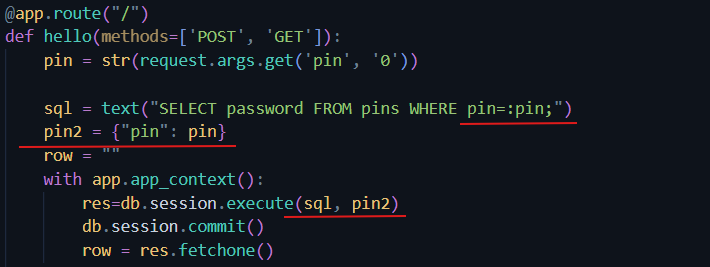 @app.route("/")
def hello(methods=['POST', 'GET']):
    pin = str(request.args.get('pin', '0'))
    sql = text("SELECT password FROM pins WHERE pin=:pin;")
    pin2 = {"pin": pin}
    row = ""
    with app.app_context():
        res=db.session.execute(sql, pin2)
        db.session.commit()
        row = res.fetchone()